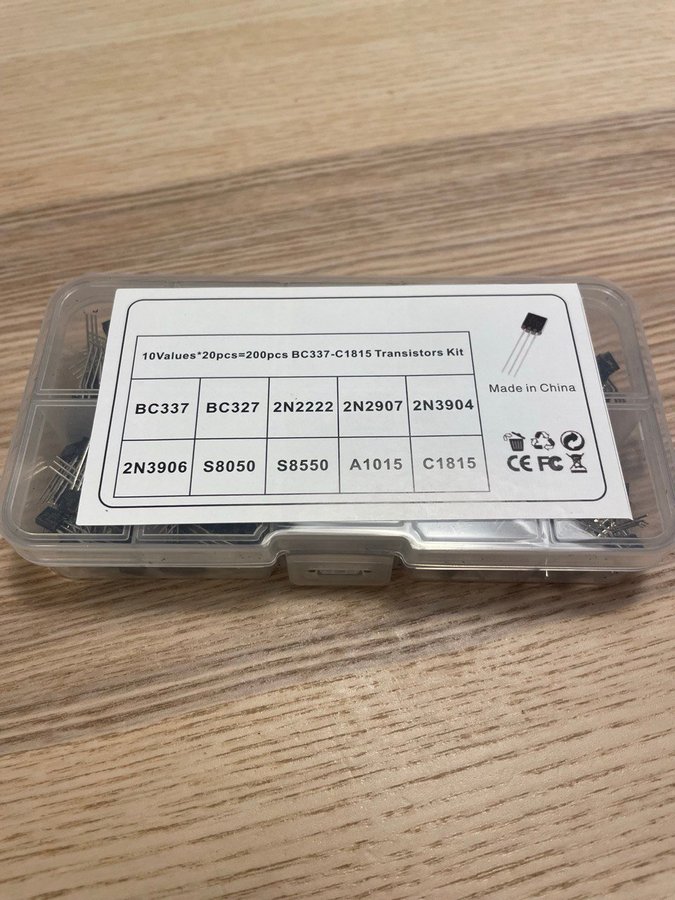 10Values*20pcs=200pcs BC337-C1815 Transistors Kit
BC337 BC327 2N2222 2N2907 2N3904
2N3906 S8050 S8550 A1015 C1815
Made in China
CE FC